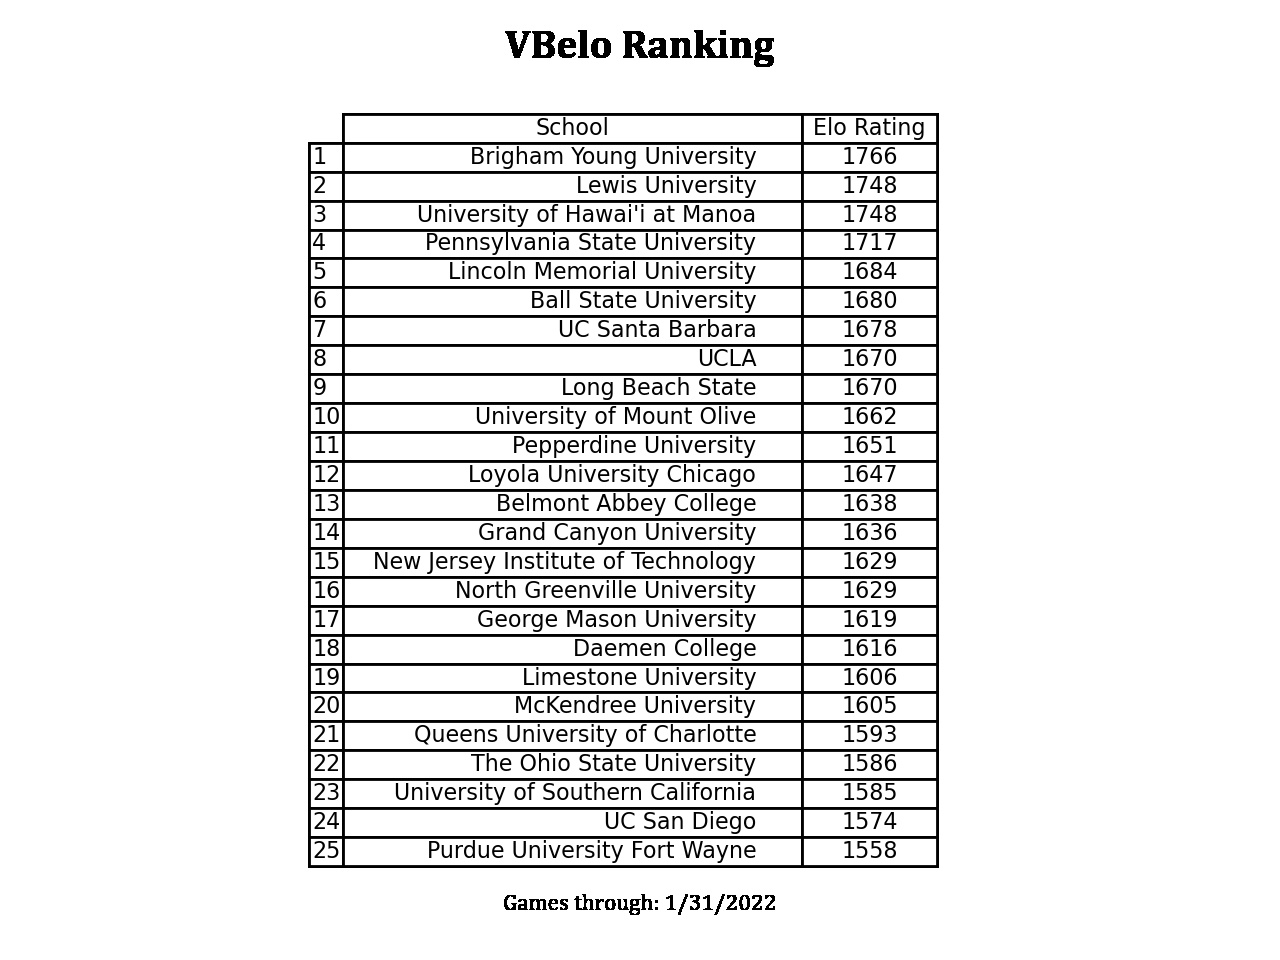 VBelo Ranking
School Elo Rating
1 Brigham Young University 1766
2 Lewis University 1748
3 University of Hawai'i at Manoa 1748
4 Pennsylvania State University 1717
5 Lincoln Memorial University 1684
6 Ball State University 1680
7 UC Santa Barbara 1678
8 UCLA 1670
9 Long Beach State 1670
10 University of Mount Olive 1662
11 Pepperdine University 1651
12 Loyola University Chicago 1647
13 Belmont Abbey College 1638
14 Grand Canyon University 1636
15 New Jersey Institute of Technology 1629
16 North Greenville University 1629
17 George Mason University 1619
18 Daemen College 1616
19 Limestone University 1606
20 McKendree University 1605
21 Queens University of Charlotte 1593
22 The Ohio State University 1586
23 University of Southern California 1585
24 UC San Diego 1574
25 Purdue University Fort Wayne 1558
Games through: 1/31/2022